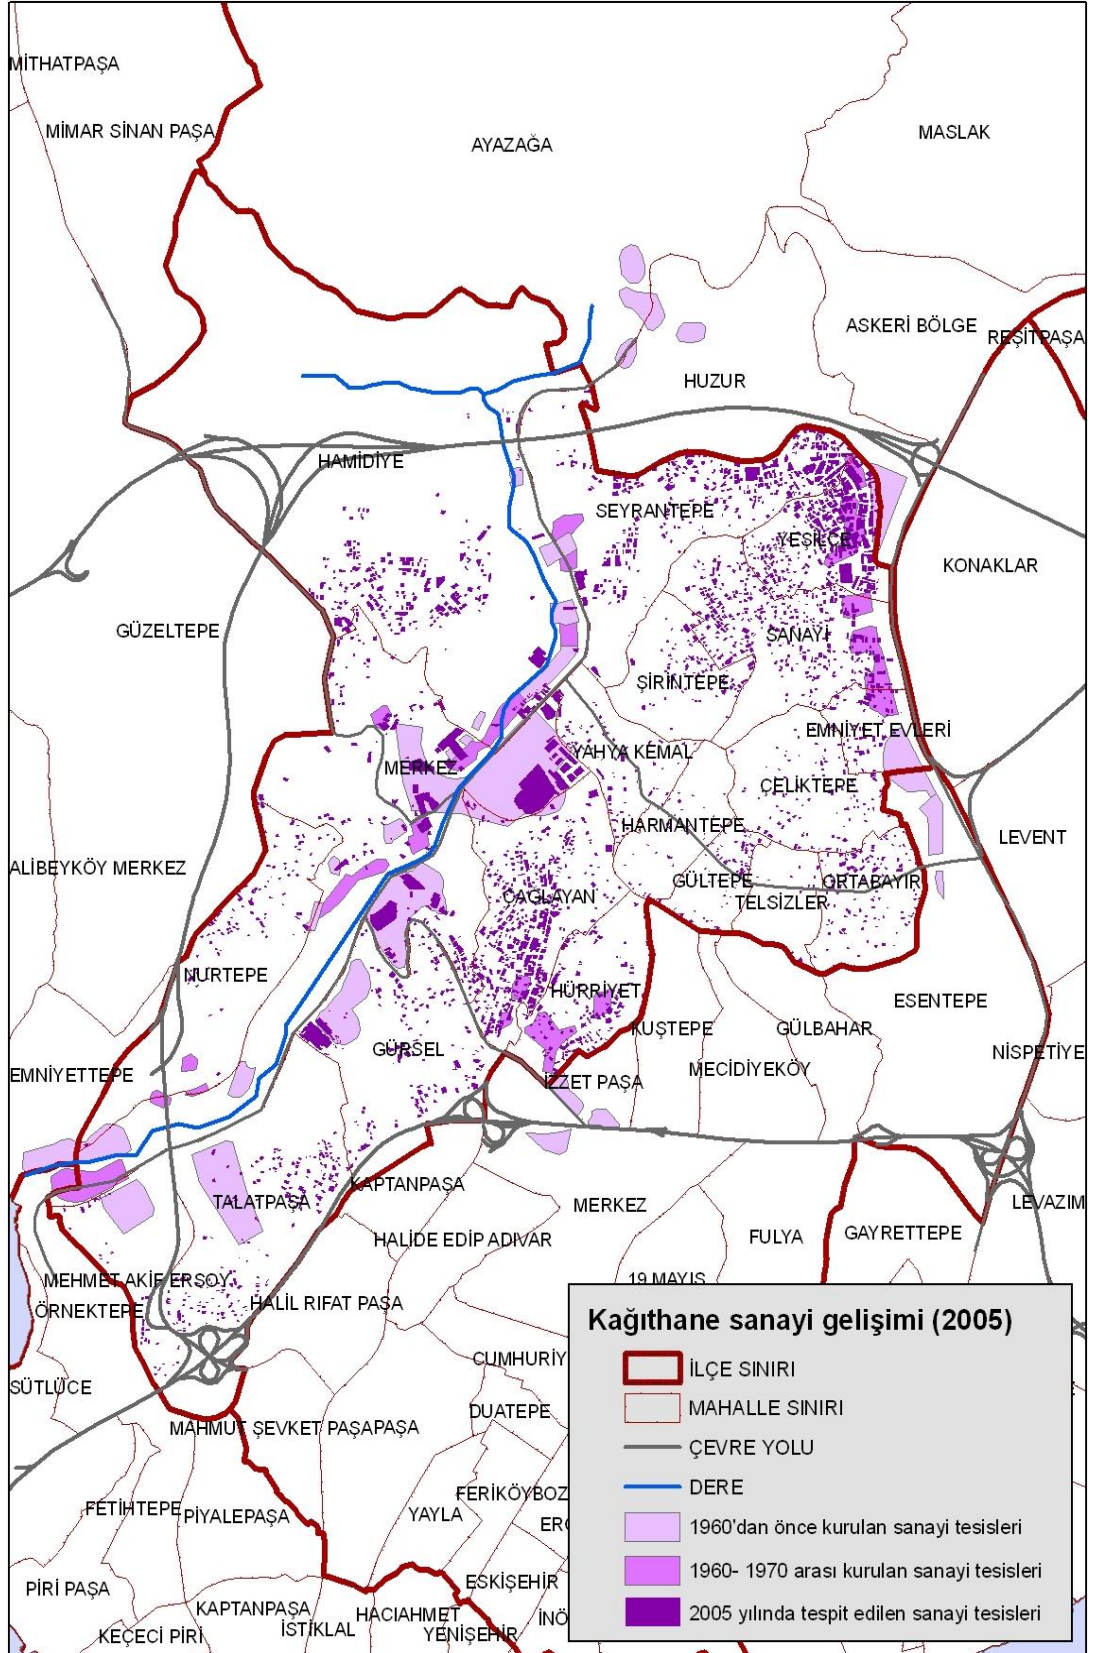 MİTHATPAŞA
MİMAR SİNAN PAŞA
AYAZAĞA
MASLAK
ASKERİ BÖLGE
REŞİTPAŞA
HUZUR
HAMİDİYE
SEYRANTEPE
YEŞİLCE
KONAKLAR
GÜZELTEPE
SANAYİ
ŞİRİNTEPE
EMNİYET EVLERİ
YAHYA KEMAL
MERKEZ
ÇELİKTEPE
HARMANTEPE
LEVENT
ALİBEYKÖY MERKEZ
GÜLTEPE
ORTABAYIR
ÇAĞLAYAN
TELSİZLER
NURTEPE
HÜRRİYET
ESENTEPE
KUŞTEPE
GÜLBAHAR
GÜRSEL
NİSPETİYE
MECİDİYEKÖY
EMNİYETTEPE
İZZET PAŞA
KAPTANPAŞA
TALATPAŞA
MERKEZ
LEVAZIM
HALİDE EDİP ADIVAR
FULYA
GAYRETTEPE
MEHMET AKİF ERSOY
19 MAYIS
ÖRNEKTEPE
HALİL RIFAT PAŞA
CUMHURİY
SÜTLÜCE
DUATEPE
MAHMUT ŞEVKET PAŞAPAŞA
FERİKÖYBOZ
FETİHTEPE
PİYALEPAŞA
YAYLA
ERG
ESKİŞEHİR
PİRİ PAŞA
KAPTANPAŞA
HACIAHMET
İNÖ
KEÇECİ PİRİ
İSTİKLAL
YENİŞEHİR
Kağıthane sanayi gelişimi (2005)
İLÇE SINIRI
MAHALLE SINIRI
ÇEVRE YOLU
DERE
1960'dan önce kurulan sanayi tesisleri
1960- 1970 arası kurulan sanayi tesisleri
2005 yılında tespit edilen sanayi tesisleri